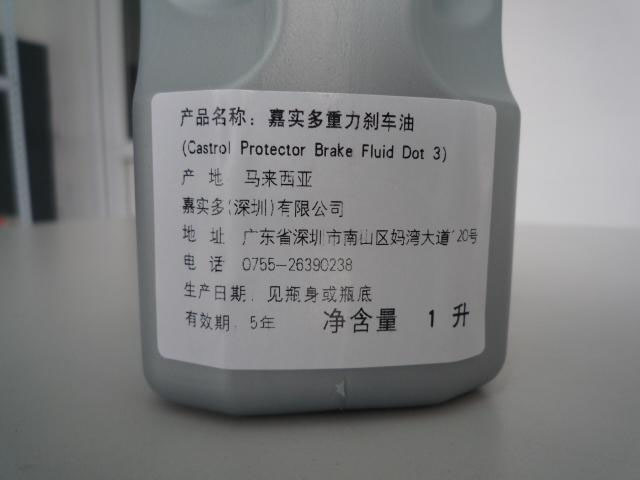 产品名称：嘉实多重力刹车油
(Castrol Protector Brake Fluid Dot 3)
产 地 马来西亚
嘉实多(深圳)有限公司
地 址 广东省深圳市南山区妈湾大道120号
电 话 0755-26390238
生产日期：见瓶身或瓶底
有效期：5年 净含量 1 升